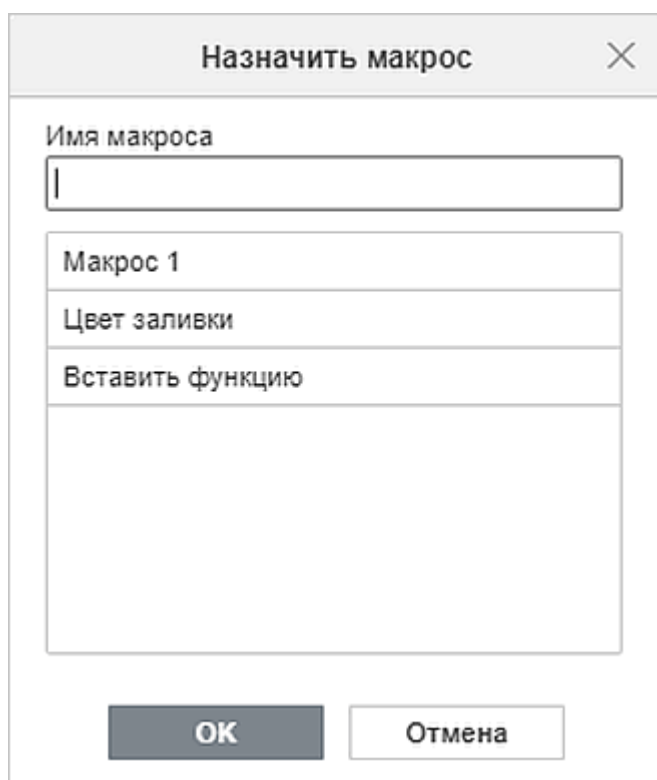 Назначить макрос
Имя макроса
Макрос 1
Цвет заливки
Вставить функцию
OK
Отмена